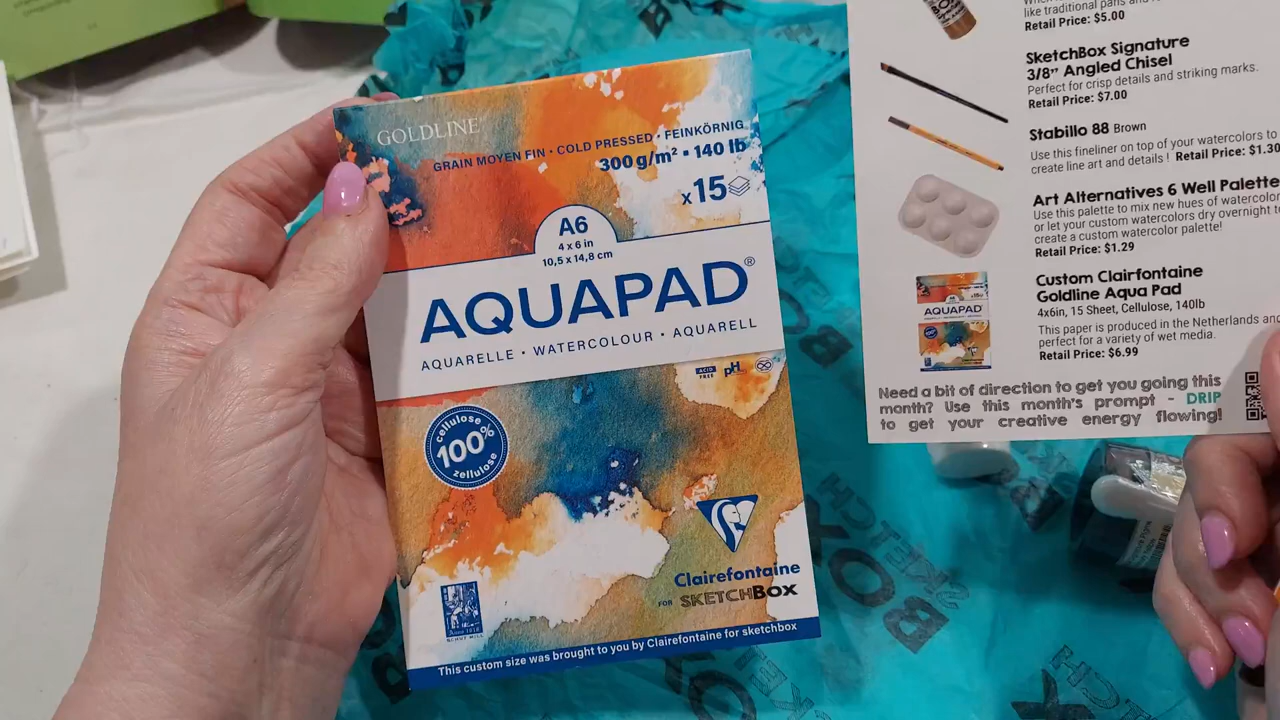 GOLDLINE
GRAIN MOYEN FIN · COLD PRESSED · FEINKÖRNIG
300 g/m² ▪ 140 lb
x15
A6
4 x 6 in
10,5 x 14,8 cm
AQUAPAD®
AQUARELLE · WATERCOLOUR · AQUARELL
ACID FREE
pH
cellulose
100%
zellulose
Clairefontaine
FOR SKETCHBOX
This custom size was brought to you by Clairefontaine for sketchbox
like traditional pans and
Retail Price: $5.00
SketchBox Signature
3/8” Angled Chisel
Perfect for crisp details and striking marks.
Retail Price: $7.00
Stabillo 88 Brown
Use this fineliner on top of your watercolors to
create line art and details ! Retail Price: $1.30
Art Alternatives 6 Well Palette
Use this palette to mix new hues of watercolor
or let your custom watercolors dry overnight to
create a custom watercolor palette!
Retail Price: $1.29
Custom Clairfontaine
Goldline Aqua Pad
4x6in, 15 Sheet, Cellulose, 140lb
This paper is produced in the Netherlands and
perfect for a variety of wet media.
Retail Price: $6.99
AQUAPAD
Need a bit of direction to get you going this
month? Use this month's prompt - DRIP
to get your creative energy flowing!
BOX
SKETCH
BOX